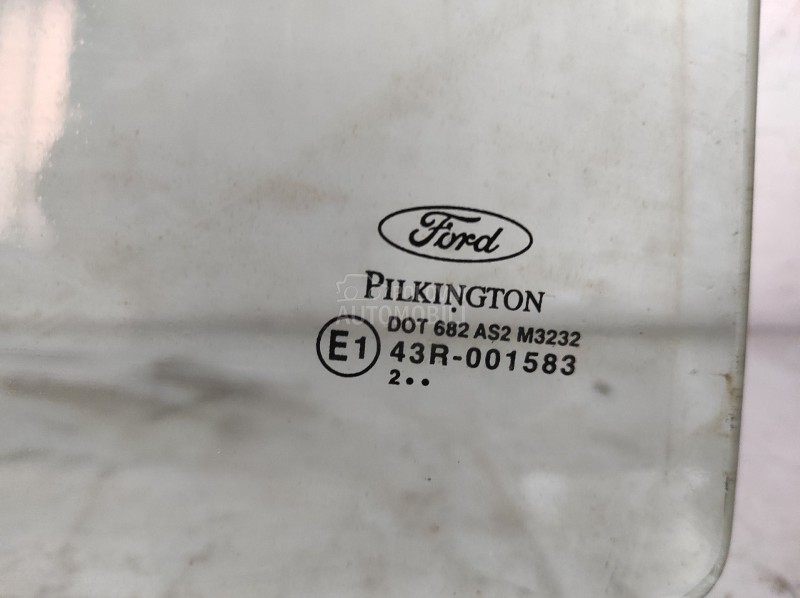 Ford
PILKINGTON
DOT 682 AS2 M3232
E1
43R-001583
2••